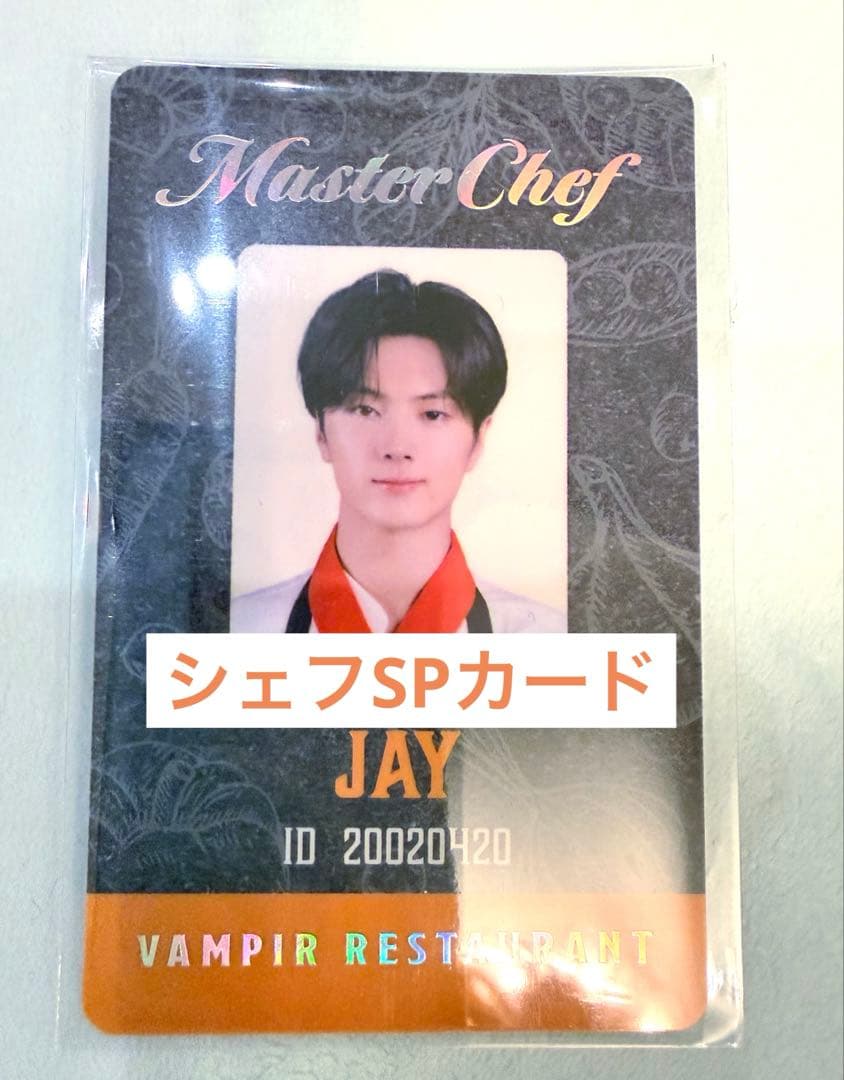 Master Chef
シェフSPカード
JAY
ID 20020420
VAMPIR RESTAURANT